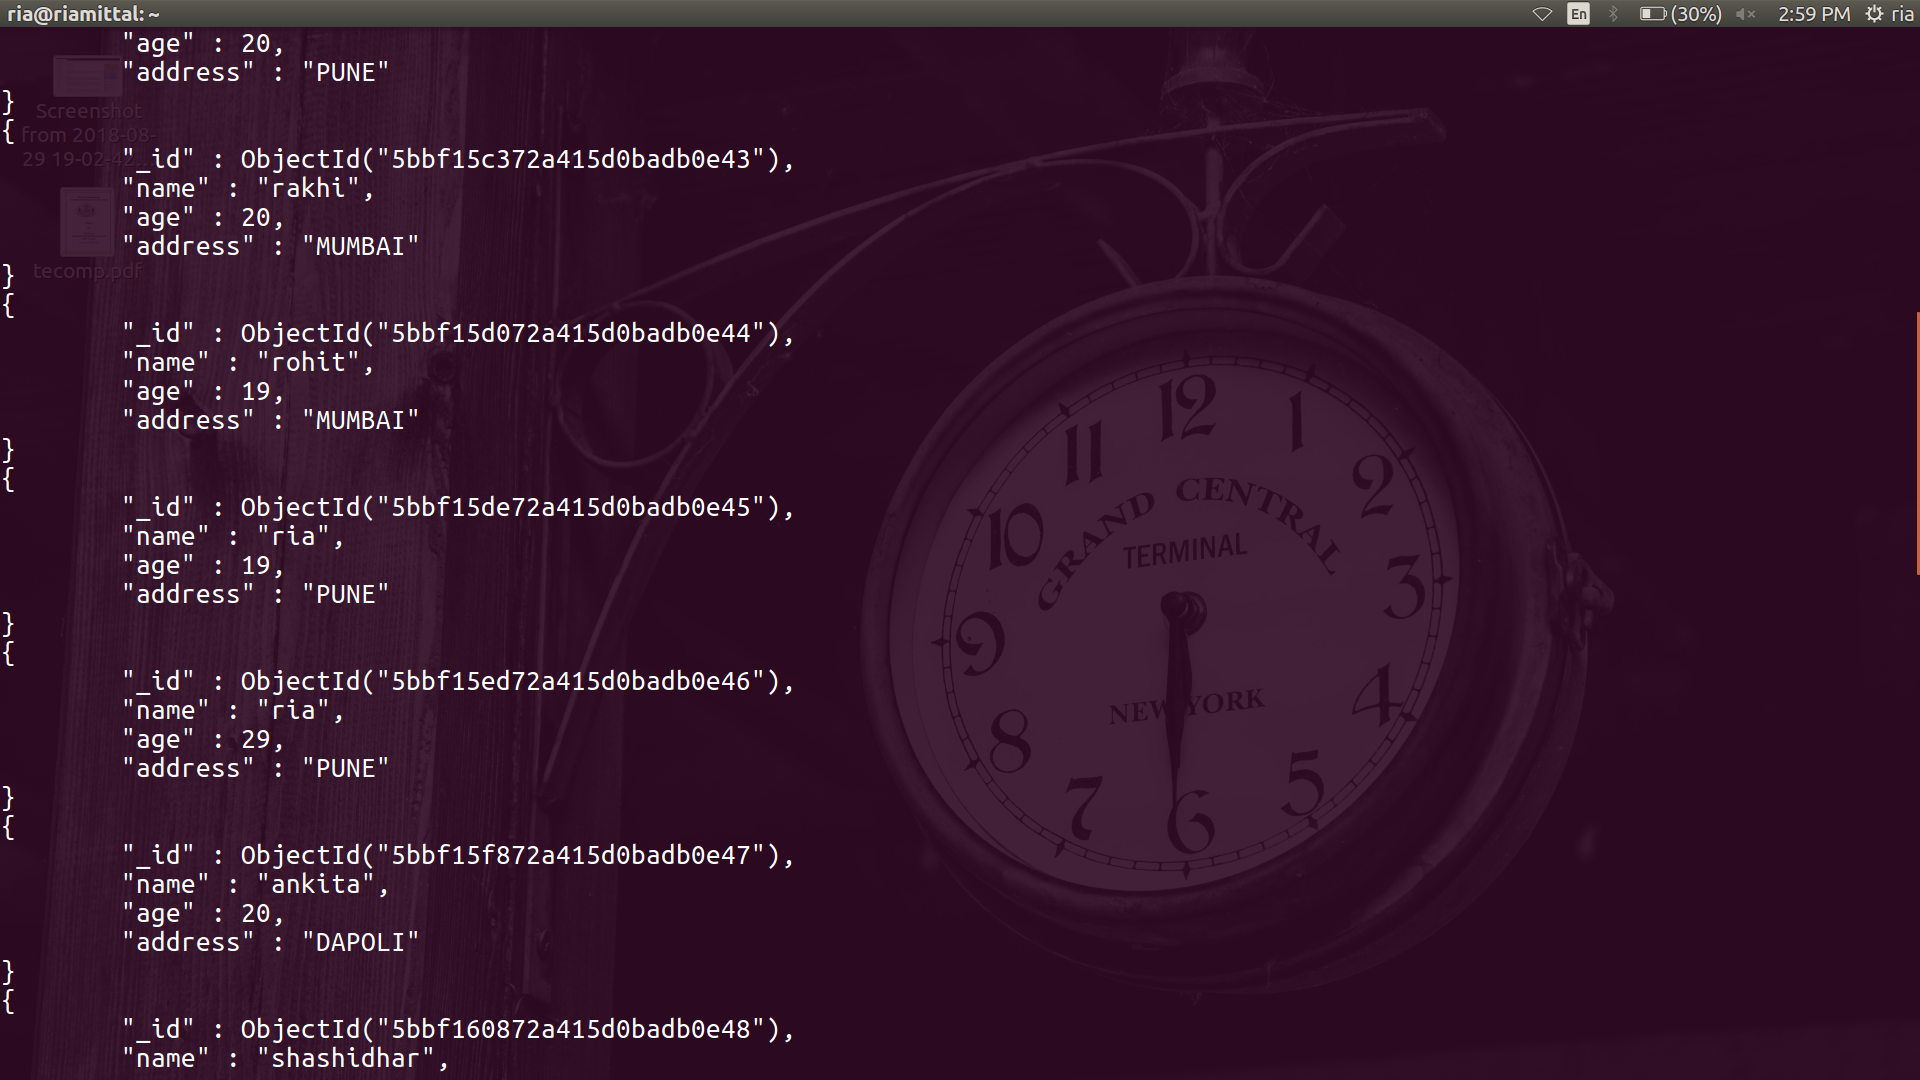 ria@riamittal: ~
En (30%) 2:59 PM ria
"age" : 20,
"address" : "PUNE"
}
{
"_id" : ObjectId("5bbf15c372a415d0badb0e43"),
"name" : "rakhi",
"age" : 20,
"address" : "MUMBAI"
}
{
"_id" : ObjectId("5bbf15d072a415d0badb0e44"),
"name" : "rohit",
"age" : 19,
"address" : "MUMBAI"
}
{
"_id" : ObjectId("5bbf15de72a415d0badb0e45"),
"name" : "ria",
"age" : 19,
"address" : "PUNE"
}
{
"_id" : ObjectId("5bbf15ed72a415d0badb0e46"),
"name" : "ria",
"age" : 29,
"address" : "PUNE"
}
{
"_id" : ObjectId("5bbf15f872a415d0badb0e47"),
"name" : "ankita",
"age" : 20,
"address" : "DAPOLI"
}
{
"_id" : ObjectId("5bbf160872a415d0badb0e48"),
"name" : "shashidhar",
Screenshot
from 2018-08-
29 19-02-42...
tecomp.pdf
12
1
2
3
4
5
6
7
8
9
10
11
GRAND CENTRAL
TERMINAL
NEW YORK